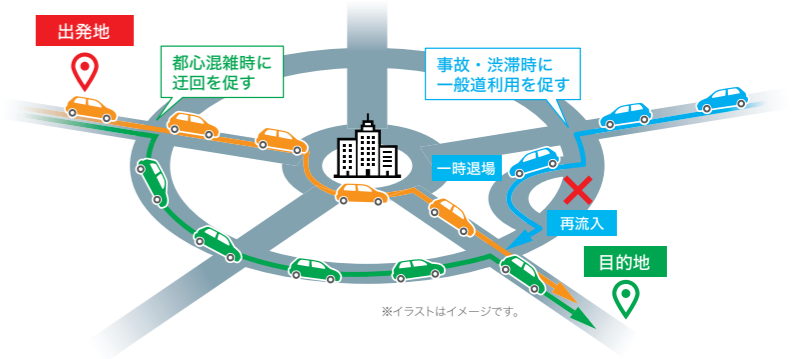 出発地
都心混雑時に
迂回を促す
事故・渋滞時に
一般道利用を促す
一時退場
再流入
目的地
※イラストはイメージです。